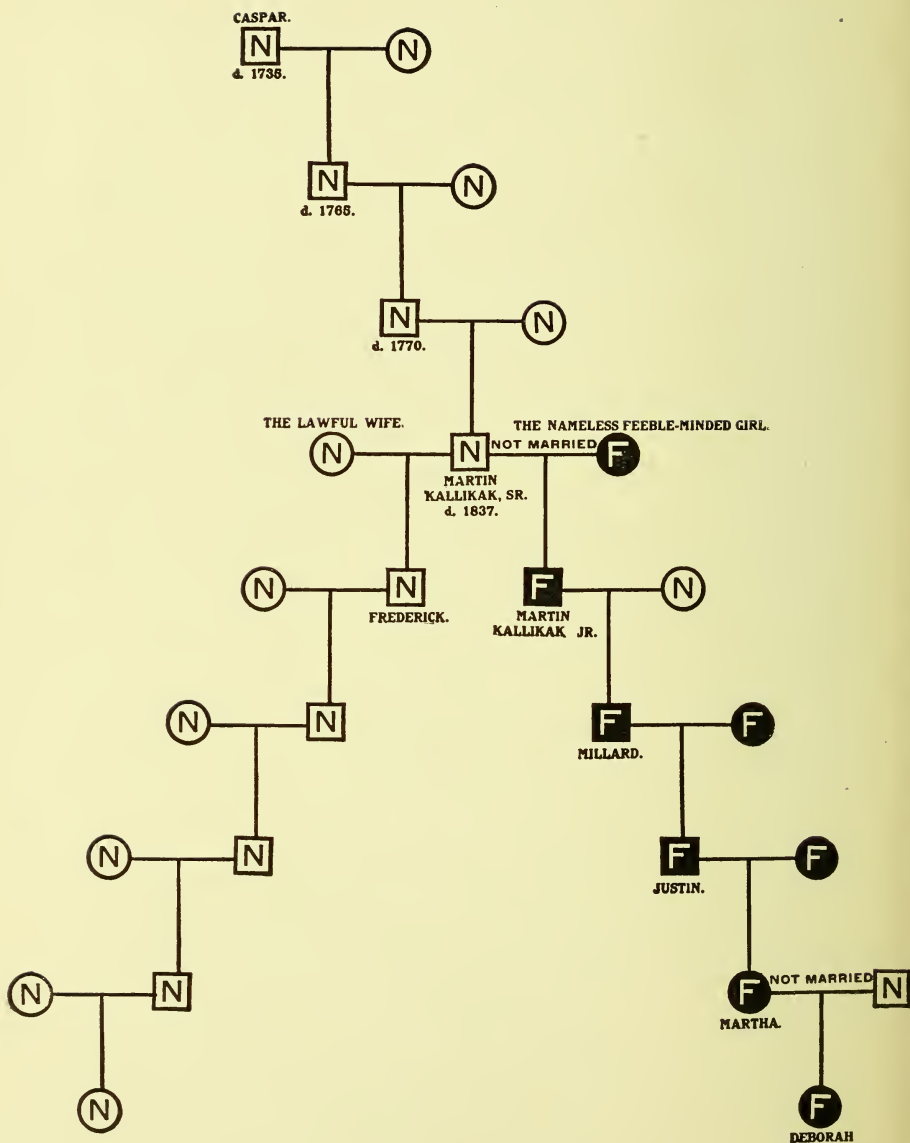 CASPAR.
N N
d. 1735.
N N
d. 1765.
N N
d. 1770.
THE LAWFUL WIFE. THE NAMELESS FEEBLE-MINDED GIRL.
N N NOT MARRIED F
MARTIN
KALLIKAK, SR.
d. 1837.
N N F N
FREDERICK. MARTIN
KALLIKAK JR.
N N F F
MILLARD.
N N F F
JUSTIN.
N N F NOT MARRIED N
MARTHA.
N F
DEBORAH